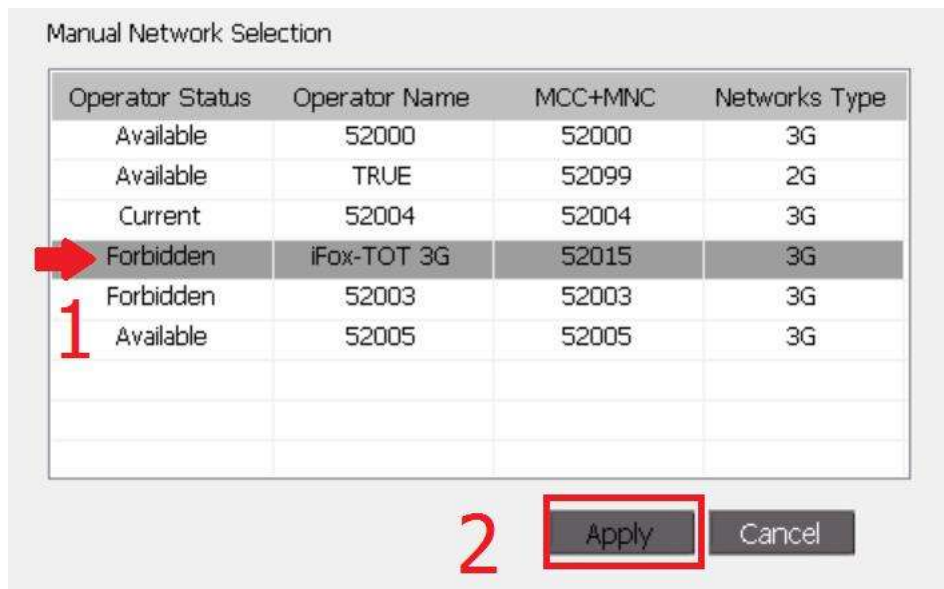 Manual Network Selection
Operator Status Operator Name MCC+MNC Networks Type
Available 52000 52000 3G
Available TRUE 52099 2G
Current 52004 52004 3G
Forbidden iFox-TOT 3G 52015 3G
1
Forbidden 52003 52003 3G
Available 52005 52005 3G
2 Apply Cancel